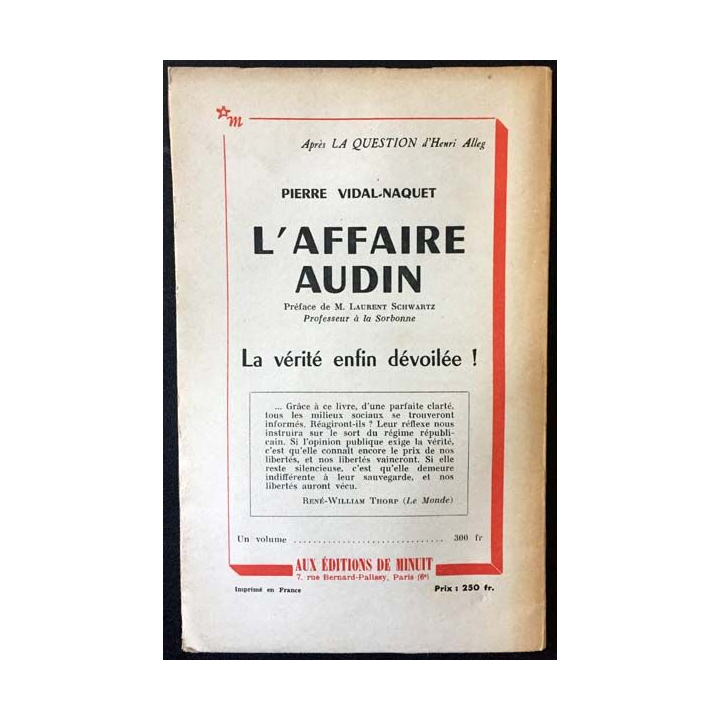 m
Après LA QUESTION d'Henri Alleg
PIERRE VIDAL-NAQUET
L'AFFAIRE
AUDIN
Préface de M. Laurent Schwartz
Professeur à la Sorbonne
La vérité enfin dévoilée !
... Grâce à ce livre, d'une parfaite clarté,
tous les milieux sociaux se trouveront
informés. Réagiront-ils ? Leur réflexe nous
instruira sur le sort du régime républi-
cain. Si l'opinion publique exige la vérité,
c'est qu'elle connaît encore le prix de nos
libertés, et nos libertés vaincront. Si elle
reste silencieuse, c'est qu'elle demeure
indifférente à leur sauvegarde, et nos
libertés auront vécu.
René-William Thorp (Le Monde)
Un volume ............................... 300 fr
AUX ÉDITIONS DE MINUIT
7, rue Bernard-Palissy, Paris (6e)
Imprimé en France
Prix : 250 fr.